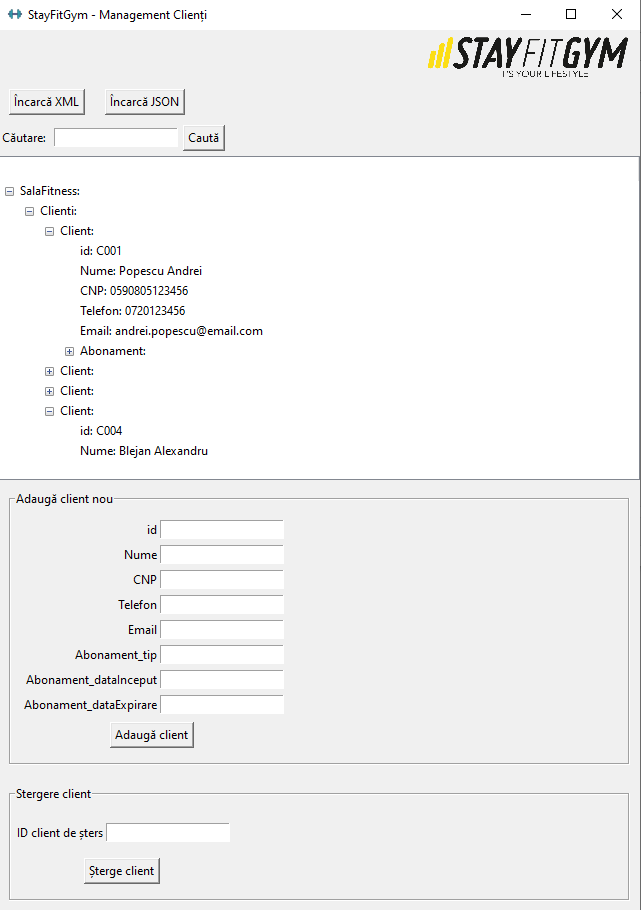 StayFitGym - Management Clienți
STAYFITGYM
IT'S YOUR LIFESTYLE
Încarcă XML
Încarcă JSON
Căutare:
Caută
SalaFitness:
Clienti:
Client:
id: C001
Nume: Popescu Andrei
CNP: 0590805123456
Telefon: 0720123456
Email: andrei.popescu@email.com
Abonament:
Client:
Client:
Client:
id: C004
Nume: Blejan Alexandru
Adaugă client nou
id
Nume
CNP
Telefon
Email
Abonament_tip
Abonament_dataInceput
Abonament_dataExpirare
Adaugă client
Stergere client
ID client de șters
Șterge client